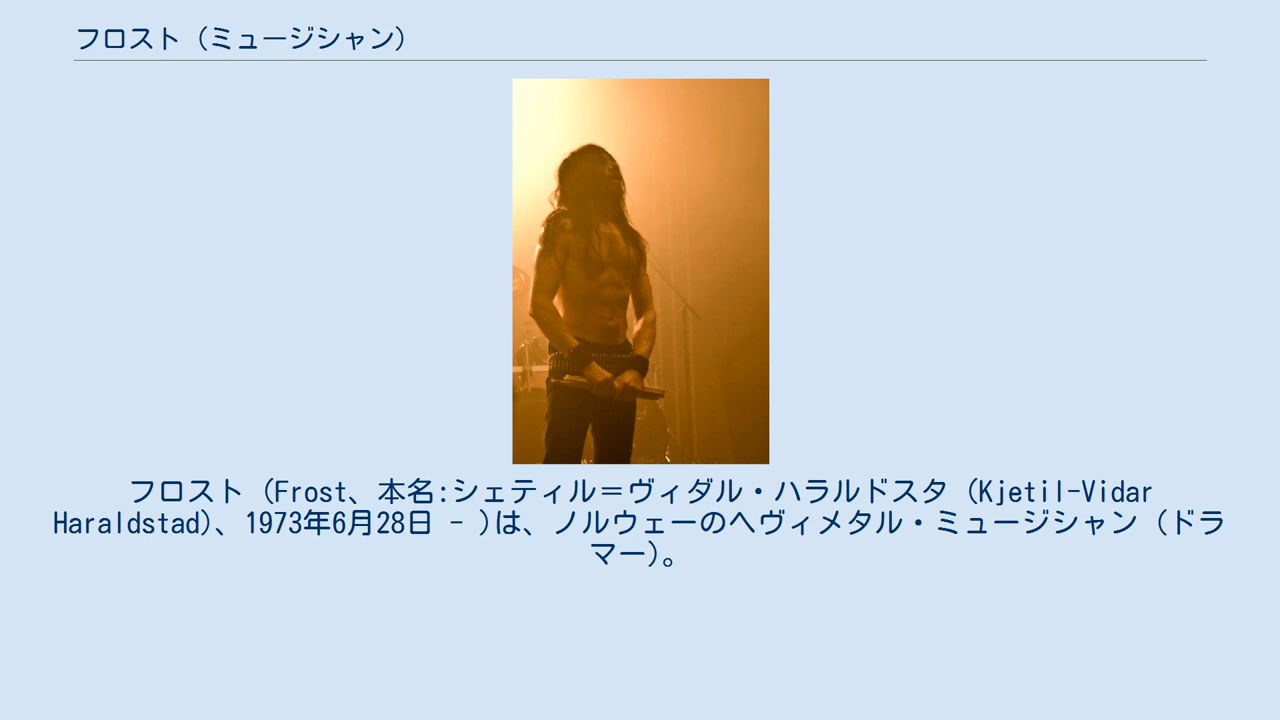 フロスト (ミュージシャン)
フロスト (Frost、本名:シェティル＝ヴィダル・ハラルドスタ (Kjetil-Vidar
Haraldstad)、1973年6月28日 - )は、ノルウェーのヘヴィメタル・ミュージシャン (ドラ
マー)。